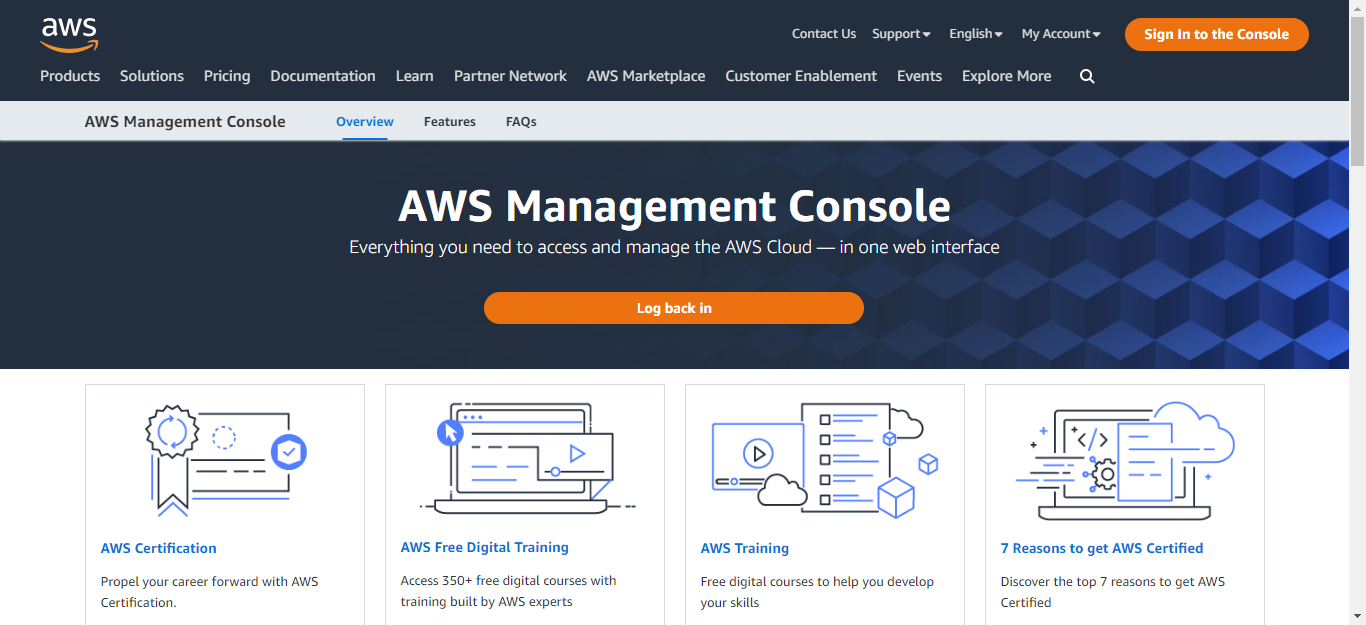 aws
Contact Us Support English My Account Sign In to the Console
Products Solutions Pricing Documentation Learn Partner Network AWS Marketplace Customer Enablement Events Explore More
AWS Management Console Overview Features FAQs
AWS Management Console
Everything you need to access and manage the AWS Cloud — in one web interface
Log back in
AWS Certification
Propel your career forward with AWS
Certification.
AWS Free Digital Training
Access 350+ free digital courses with
training built by AWS experts
AWS Training
Free digital courses to help you develop
your skills
</>
7 Reasons to get AWS Certified
Discover the top 7 reasons to get AWS
Certified